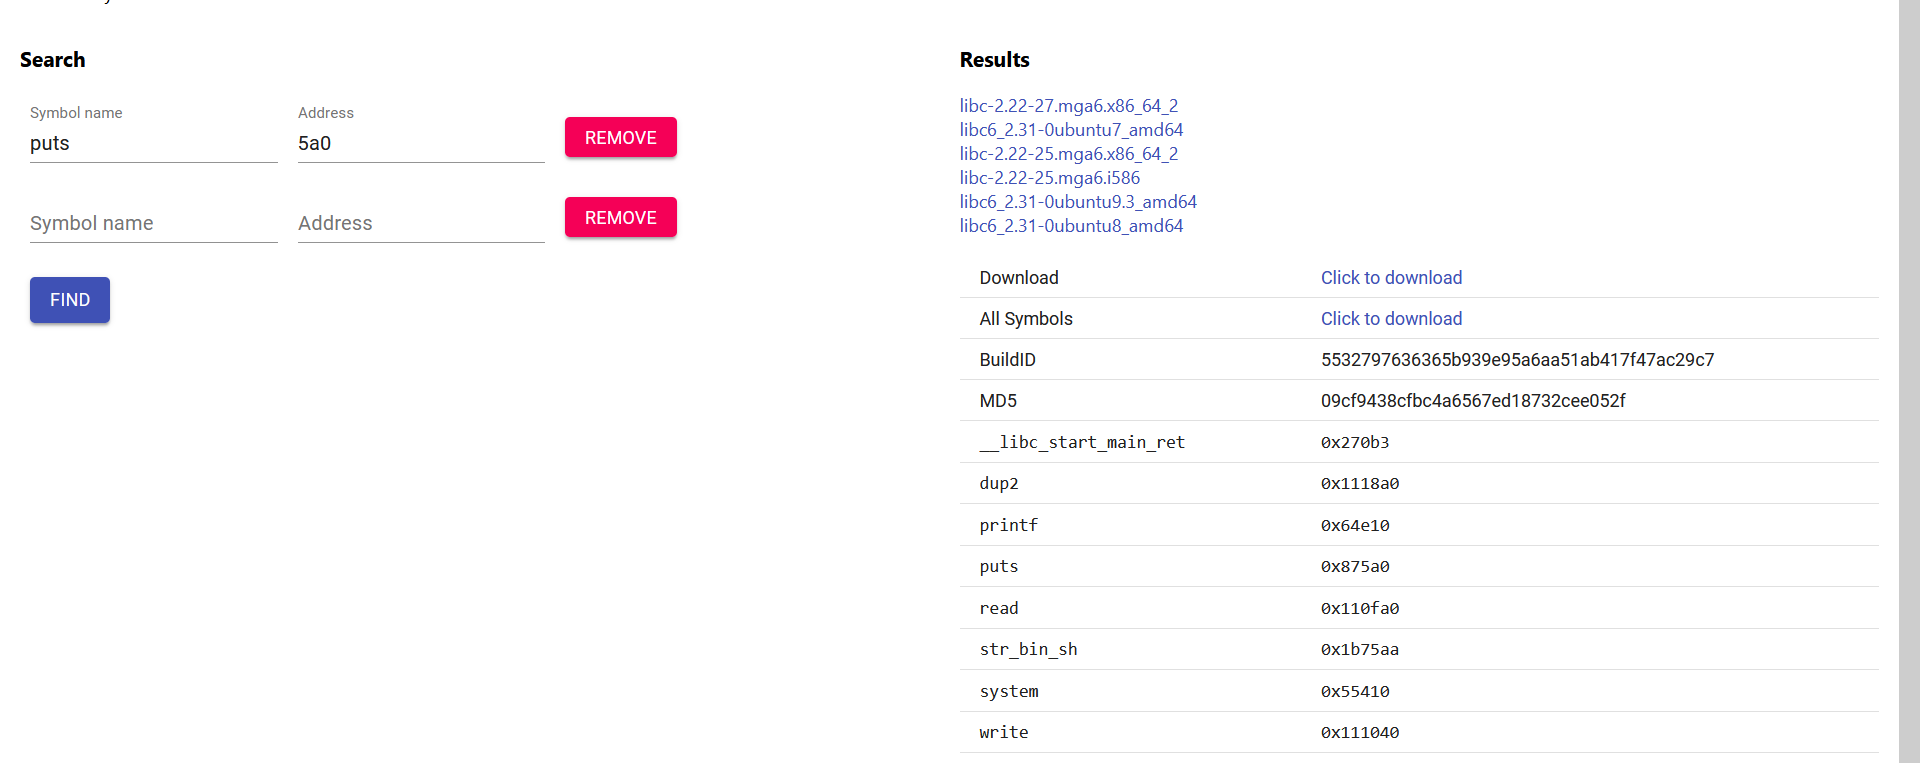 Search
Symbol name
Address
puts
5a0
REMOVE
Symbol name
Address
REMOVE
FIND
Results
libc-2.22-27.mga6.x86_64_2
libc6_2.31-0ubuntu7_amd64
libc-2.22-25.mga6.x86_64_2
libc-2.22-25.mga6.i586
libc6_2.31-0ubuntu9.3_amd64
libc6_2.31-0ubuntu8_amd64
Download Click to download
All Symbols Click to download
BuildID 5532797636365b939e95a6aa51ab417f47ac29c7
MD5 09cf9438cfbc4a6567ed18732cee052f
__libc_start_main_ret 0x270b3
dup2 0x1118a0
printf 0x64e10
puts 0x875a0
read 0x110fa0
str_bin_sh 0x1b75aa
system 0x55410
write 0x111040